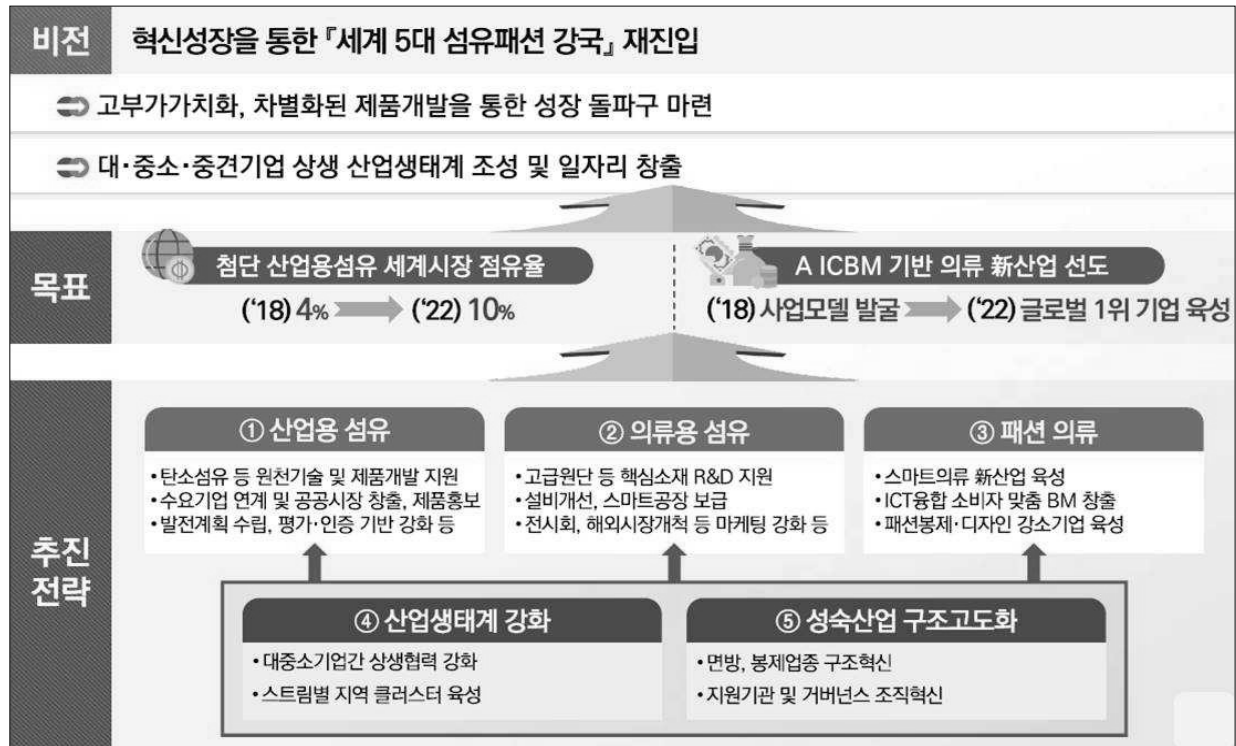 비전
혁신성장을 통한 『세계 5대 섬유패션 강국』 재진입
고부가가치화, 차별화된 제품개발을 통한 성장 돌파구 마련
대·중소·중견기업 상생 산업생태계 조성 및 일자리 창출
목표
첨단 산업용섬유 세계시장 점유율
('18) 4% ('22) 10%
A ICBM 기반 의류 新산업 선도
('18) 사업모델 발굴 ('22) 글로벌 1위 기업 육성
추진
전략
① 산업용 섬유
• 탄소섬유 등 원천기술 및 제품개발 지원
• 수요기업 연계 및 공공시장 창출, 제품홍보
• 발전계획 수립, 평가·인증 기반 강화 등
② 의류용 섬유
• 고급원단 등 핵심소재 R&D 지원
• 설비개선, 스마트공장 보급
• 전시회, 해외시장개척 등 마케팅 강화 등
③ 패션 의류
• 스마트의류 新산업 육성
• ICT융합 소비자 맞춤 BM 창출
• 패션봉제·디자인 강소기업 육성
④ 산업생태계 강화
• 대중소기업간 상생협력 강화
• 스트림별 지역 클러스터 육성
⑤ 성숙산업 구조고도화
• 면방, 봉제업종 구조혁신
• 지원기관 및 거버넌스 조직혁신